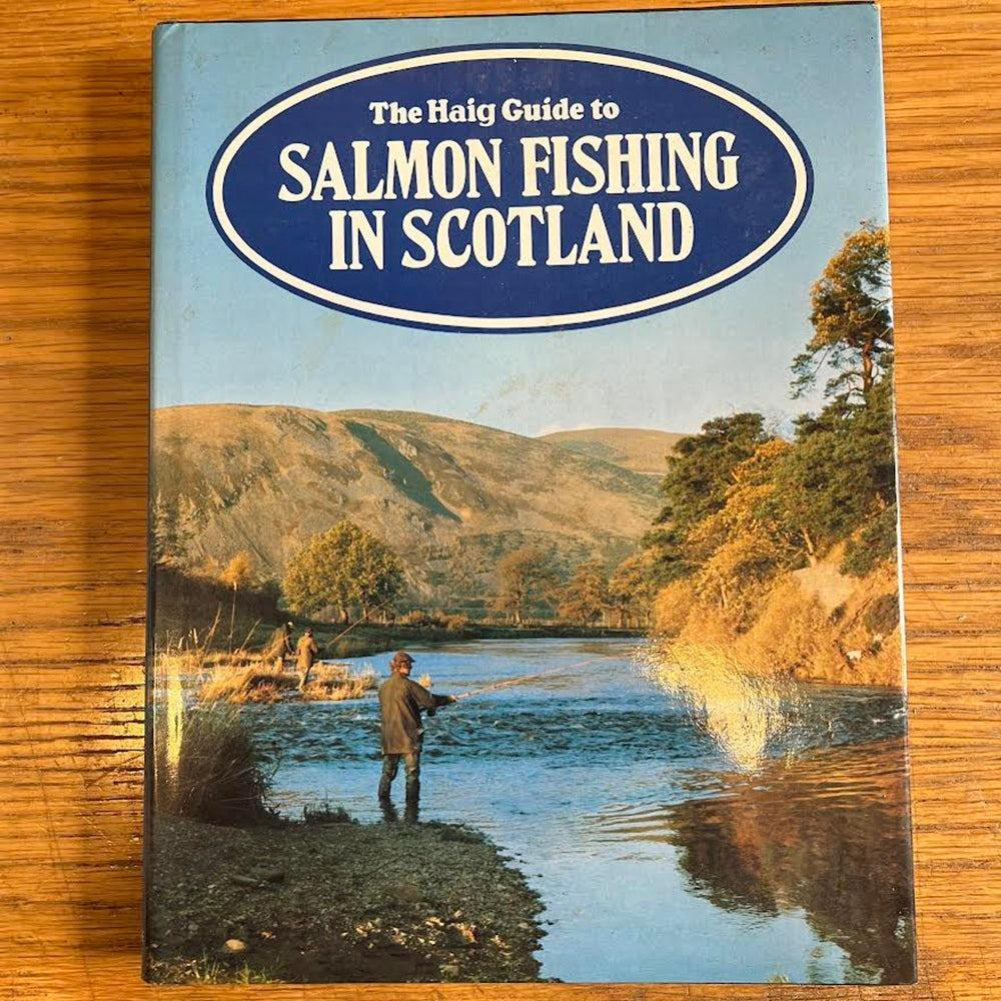 The Haig Guide to
SALMON FISHING
IN SCOTLAND